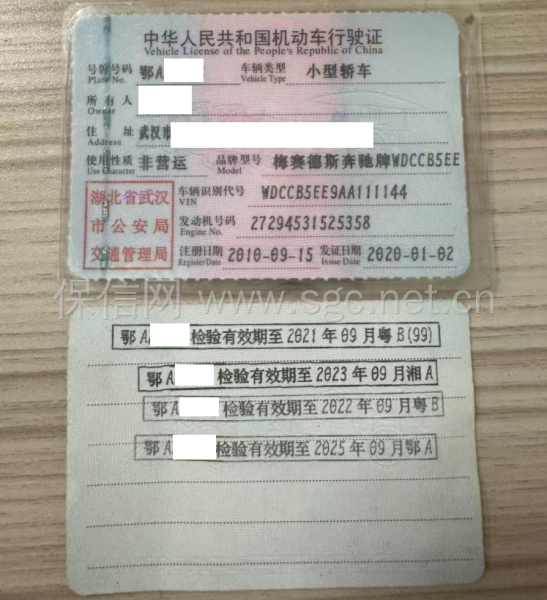 中华人民共和国机动车行驶证
Vehicle License of the People's Republic of China
号牌号码 鄂A 车辆类型 小型轿车
Plate No. Vehicle Type
所有人
Owner
住址 武汉市
Address
使用性质 非营运 品牌型号 梅赛德斯奔驰牌WDCCB5EE
Use Character Model
湖北省武汉
市公安局
交通管理局
车辆识别代号 WDCCB5EE9AA111144
VIN
发动机号码 27294531525358
Engine No.
注册日期 2010-09-15 发证日期 2020-01-02
Register Date Issue Date
保信网 www.sgc.net.cn
鄂A 检验有效期至2021年09月粤B(99)
鄂A 检验有效期至2023年09月湘A
鄂A 检验有效期至2022年09月粤B
鄂A 检验有效期至2025年09月鄂A